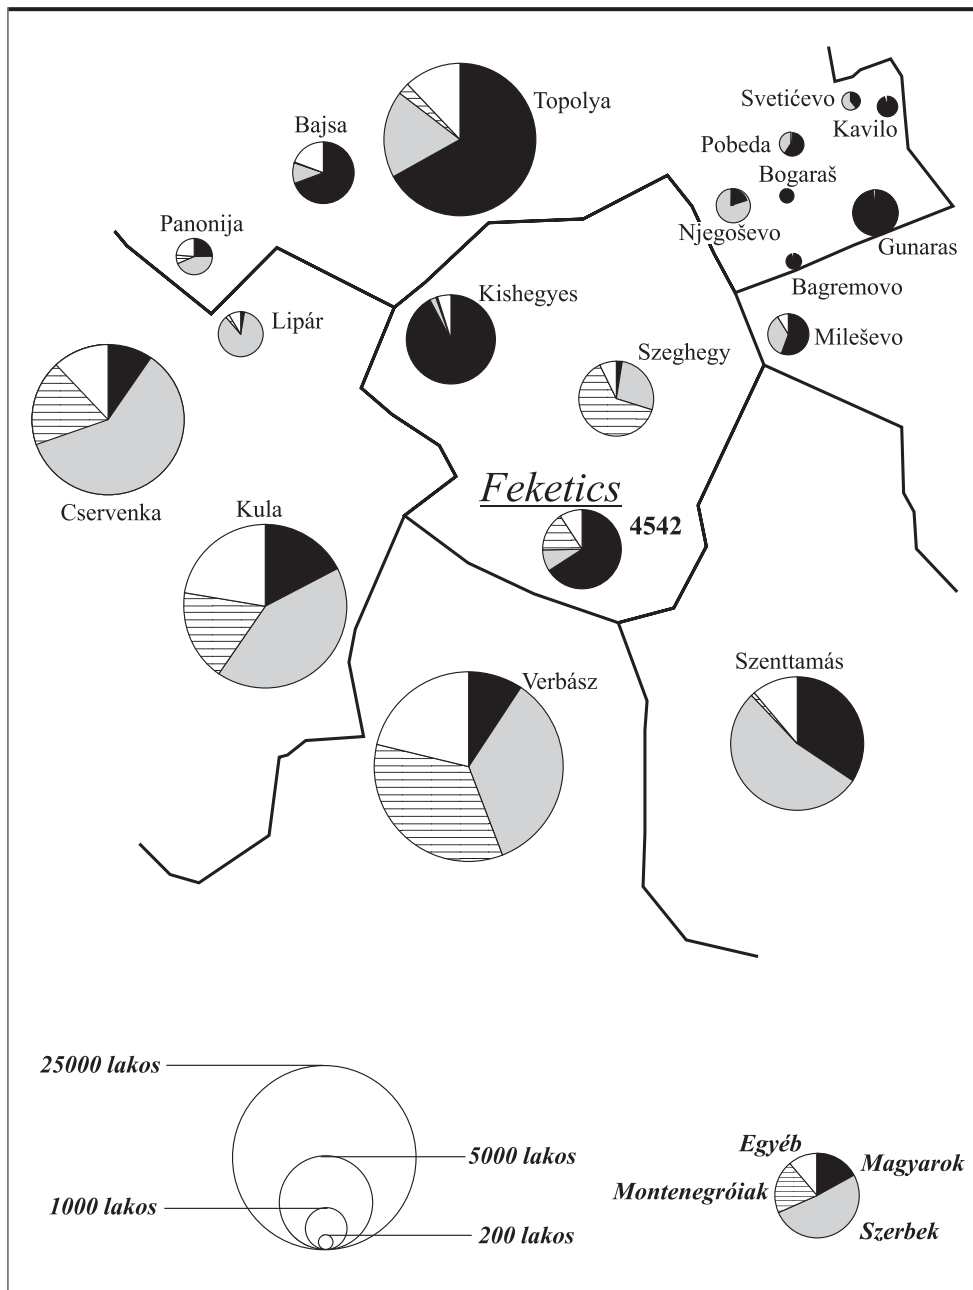 Svetićevo
Topolya
Kavilo
Bajsa
Pobeda
Bogaraš
Panonija
Njegoševo
Gunaras
Bagremovo
Kishegyes
Lipár
Mileševo
Szeghegy
Feketics
4542
Cservenka
Kula
Szenttamás
Verbász
25000 lakos
5000 lakos
1000 lakos
200 lakos
Egyéb
Magyarok
Montenegróiak
Szerbek